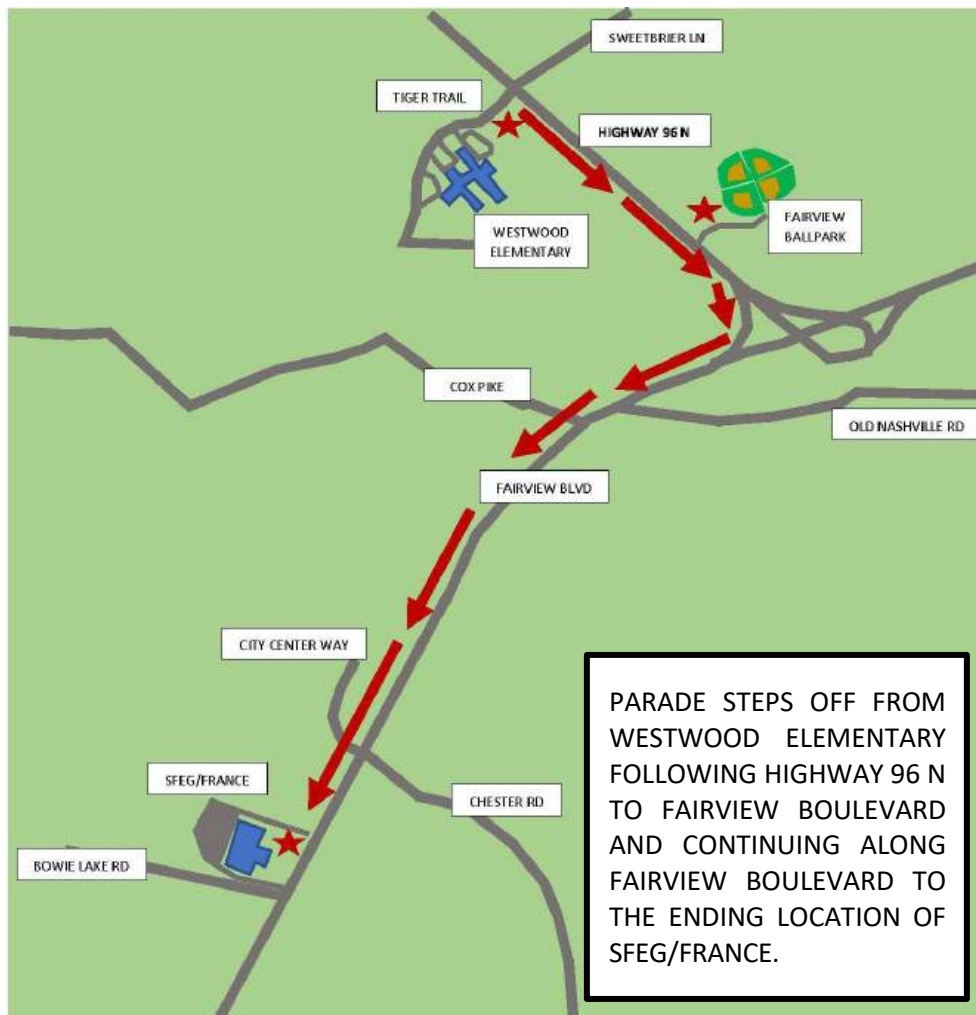 SWEETBRIER LN
TIGER TRAIL
HIGHWAY 96 N
WESTWOOD
ELEMENTARY
FAIRVIEW
BALLPARK
COX PIKE
OLD NASHVILLE RD
FAIRVIEW BLVD
CITY CENTER WAY
SFEG/FRANCE
CHESTER RD
BOWIE LAKE RD
PARADE STEPS OFF FROM
WESTWOOD ELEMENTARY
FOLLOWING HIGHWAY 96 N
TO FAIRVIEW BOULEVARD
AND CONTINUING ALONG
FAIRVIEW BOULEVARD TO
THE ENDING LOCATION OF
SFEG/FRANCE.